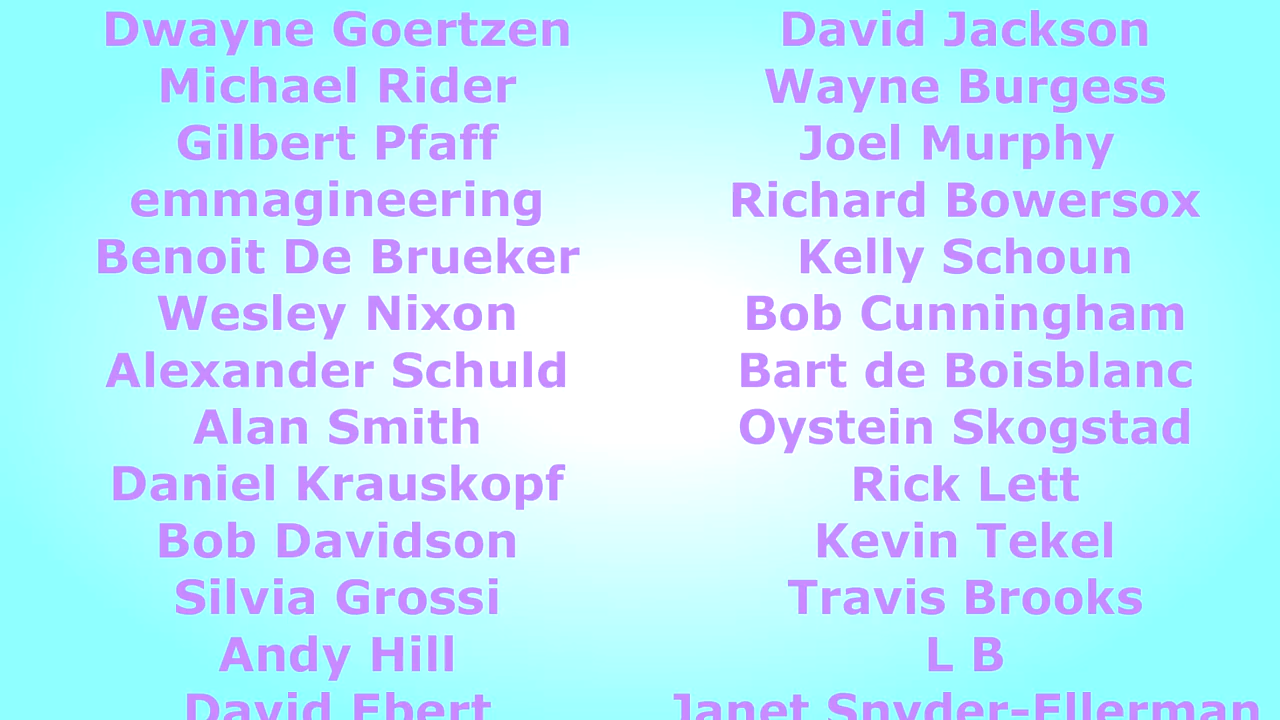 Dwayne Goertzen
Michael Rider
Gilbert Pfaff
emmagineering
Benoit De Brueker
Wesley Nixon
Alexander Schuld
Alan Smith
Daniel Krauskopf
Bob Davidson
Silvia Grossi
Andy Hill
David Ebert
David Jackson
Wayne Burgess
Joel Murphy
Richard Bowersox
Kelly Schoun
Bob Cunningham
Bart de Boisblanc
Oystein Skogstad
Rick Lett
Kevin Tekel
Travis Brooks
L B
Janet Snyder-Ellerman